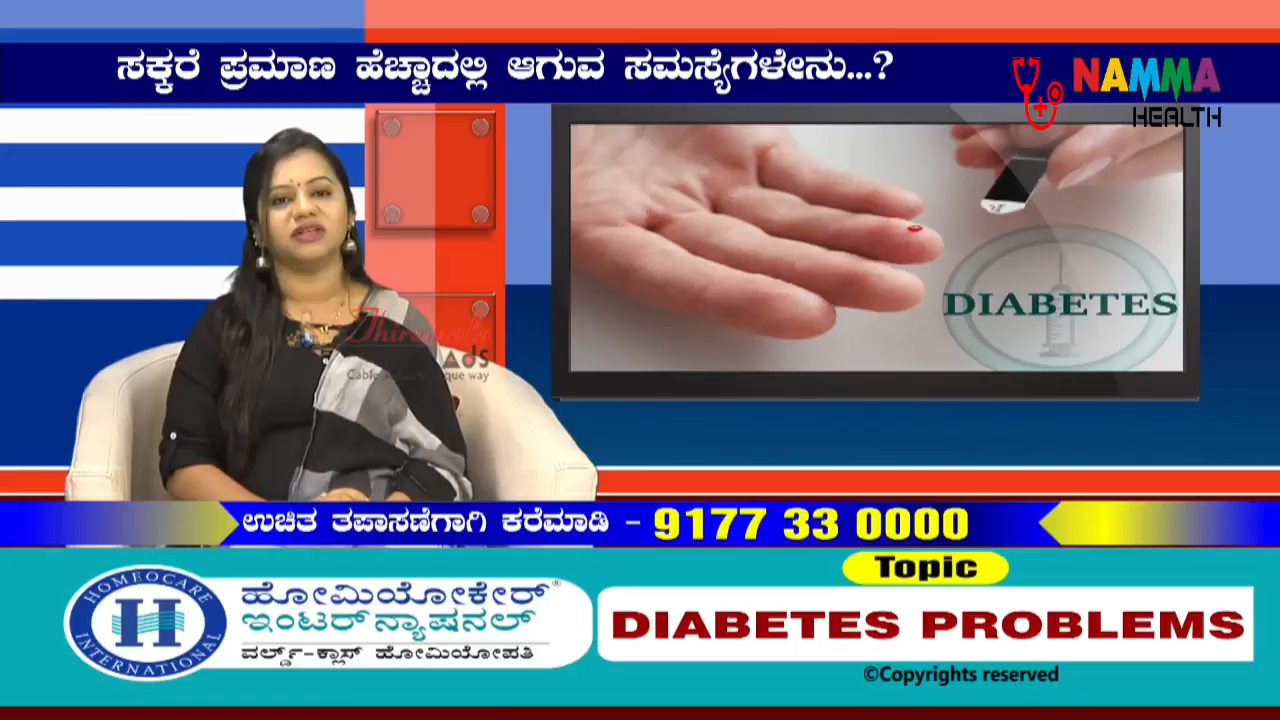 ಸಕ್ಕರೆ ಪ್ರಮಾಣ ಹೆಚ್ಚಾದಲ್ಲಿ ಆಗುವ ಸಮಸ್ಯೆಗಳೇನು...?
NAMMA
HEALTH
DIABETES
Ads
ಉಚಿತ ತಪಾಸಣೆಗಾಗಿ ಕರೆಮಾಡಿ - 9177 33 0000
Topic
HOMEOCARE
INTERNATIONAL
H
ಹೋಮಿಯೋಕೇರ್®
ಇಂಟರ್‌ನ್ಯಾಷನಲ್
ವರ್ಲ್ಡ್-ಕ್ಲಾಸ್ ಹೋಮಿಯೋಪತಿ
DIABETES PROBLEMS
©Copyrights reserved